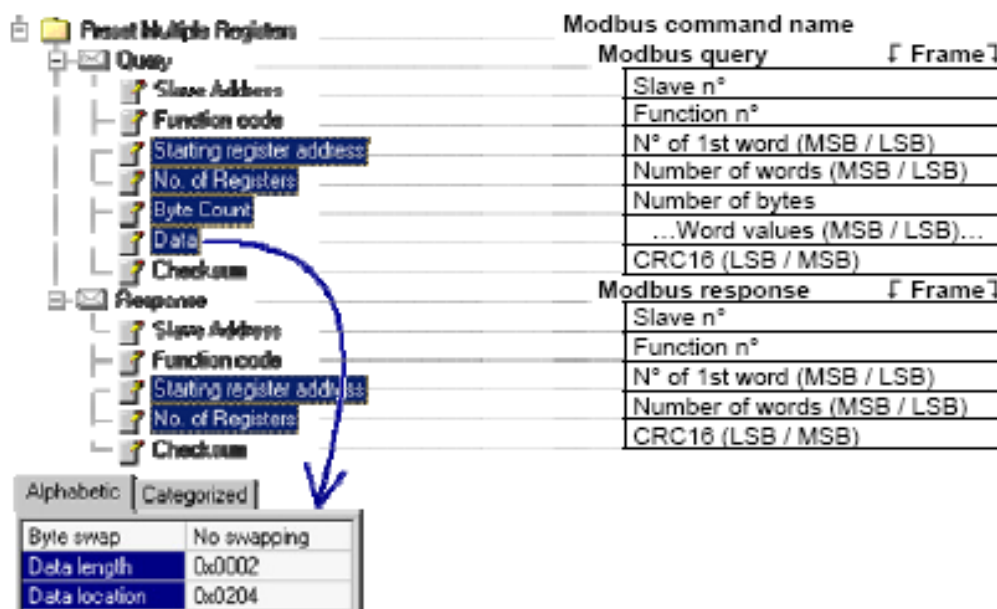 Preset Multiple Registers Modbus command name
Query Modbus query Frame
Slave Address Slave n°
Function code Function n°
Starting register address N° of 1st word (MSB / LSB)
No. of Registers Number of words (MSB / LSB)
Byte Count Number of bytes
Data …Word values (MSB / LSB)…
Checksum CRC16 (LSB / MSB)
Response Modbus response Frame
Slave Address Slave n°
Function code Function n°
Starting register address N° of 1st word (MSB / LSB)
No. of Registers Number of words (MSB / LSB)
Checksum CRC16 (LSB / MSB)
Alphabetic Categorized
Byte swap No swapping
Data length 0x0002
Data location 0x0204